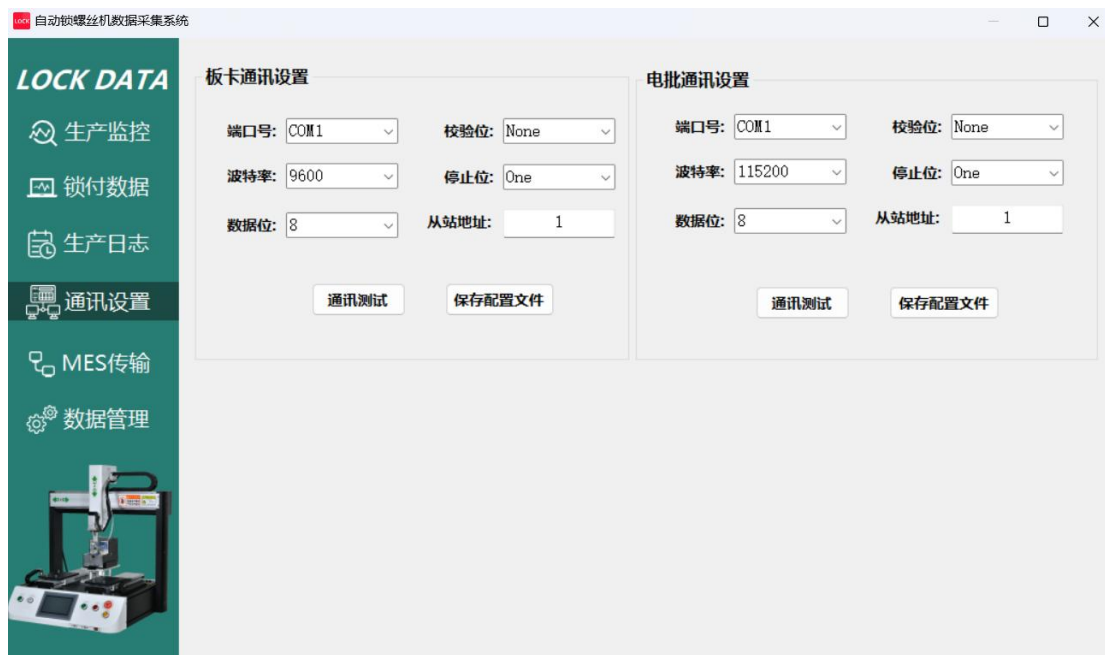 LOCK 自动锁螺丝机数据采集系统
LOCK DATA
生产监控
锁付数据
生产日志
通讯设置
MES传输
数据管理
板卡通讯设置
端口号: COM1 校验位: None
波特率: 9600 停止位: One
数据位: 8 从站地址: 1
通讯测试 保存配置文件
电批通讯设置
端口号: COM1 校验位: None
波特率: 115200 停止位: One
数据位: 8 从站地址: 1
通讯测试 保存配置文件